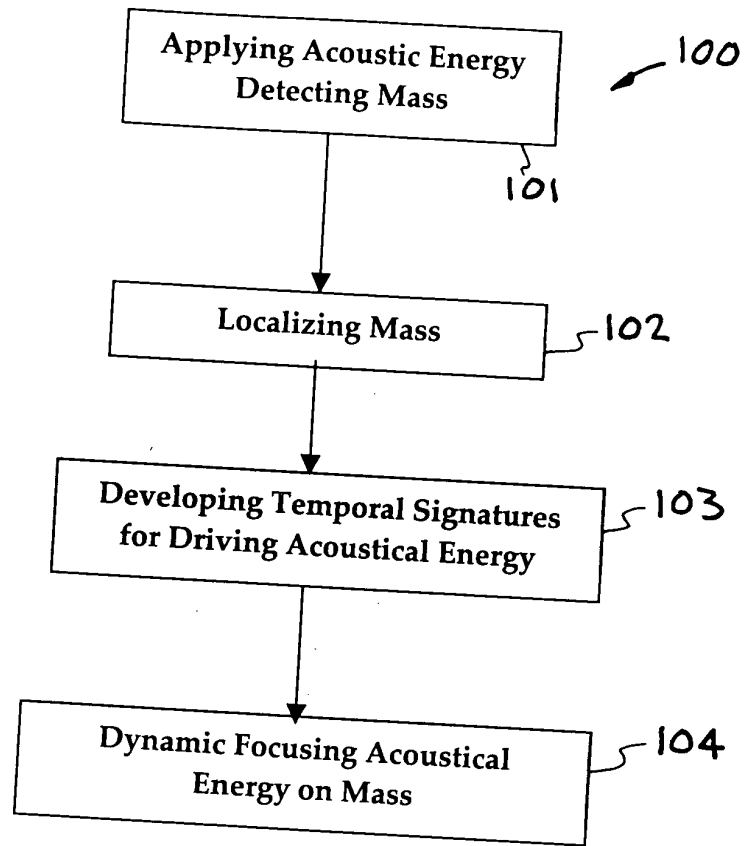 Applying Acoustic Energy
Detecting Mass
100
101
Localizing Mass
102
Developing Temporal Signatures
for Driving Acoustical Energy
103
Dynamic Focusing Acoustical
Energy on Mass
104